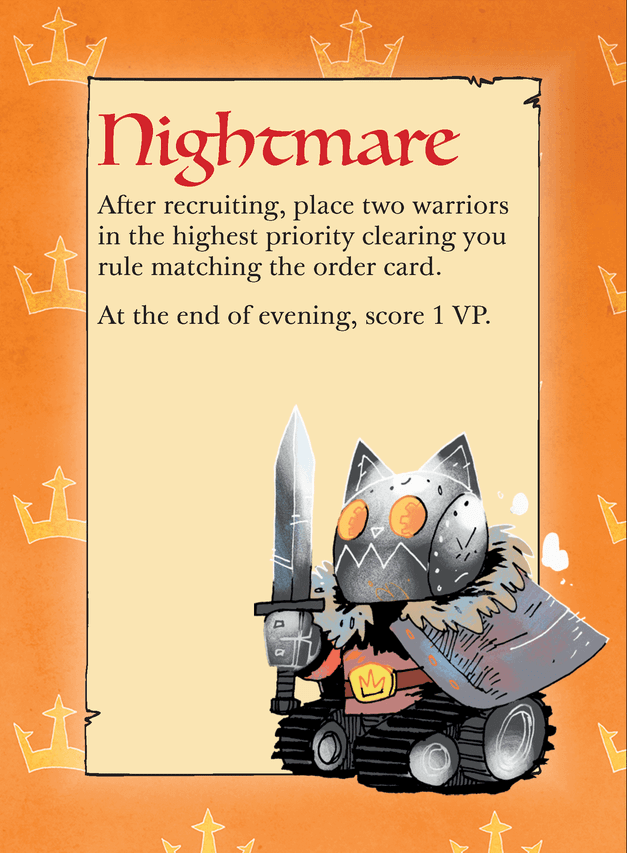 Nightmare
After recruiting, place two warriors
in the highest priority clearing you
rule matching the order card.
At the end of evening, score 1 VP.